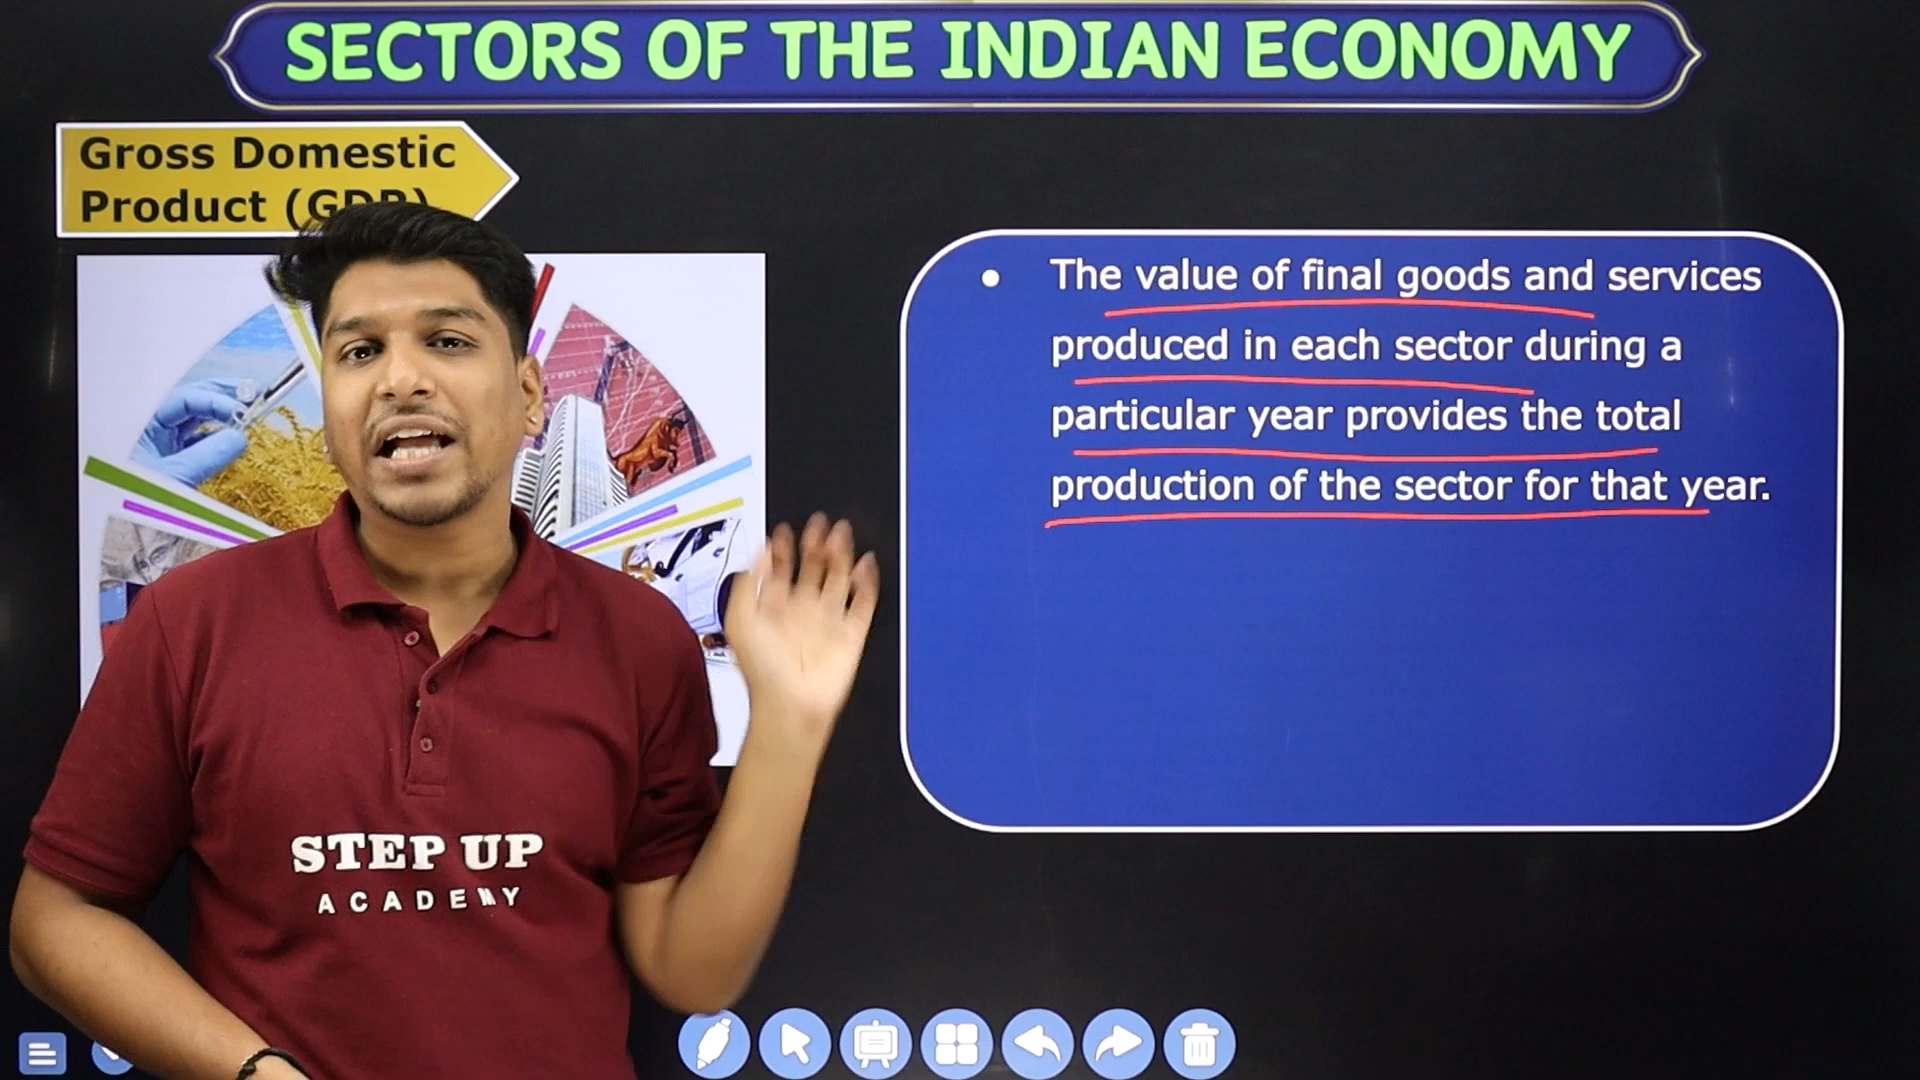 SECTORS OF THE INDIAN ECONOMY
Gross Domestic
Product (GDP)
• The value of final goods and services
produced in each sector during a
particular year provides the total
production of the sector for that year.
STEP UP
ACADEMY